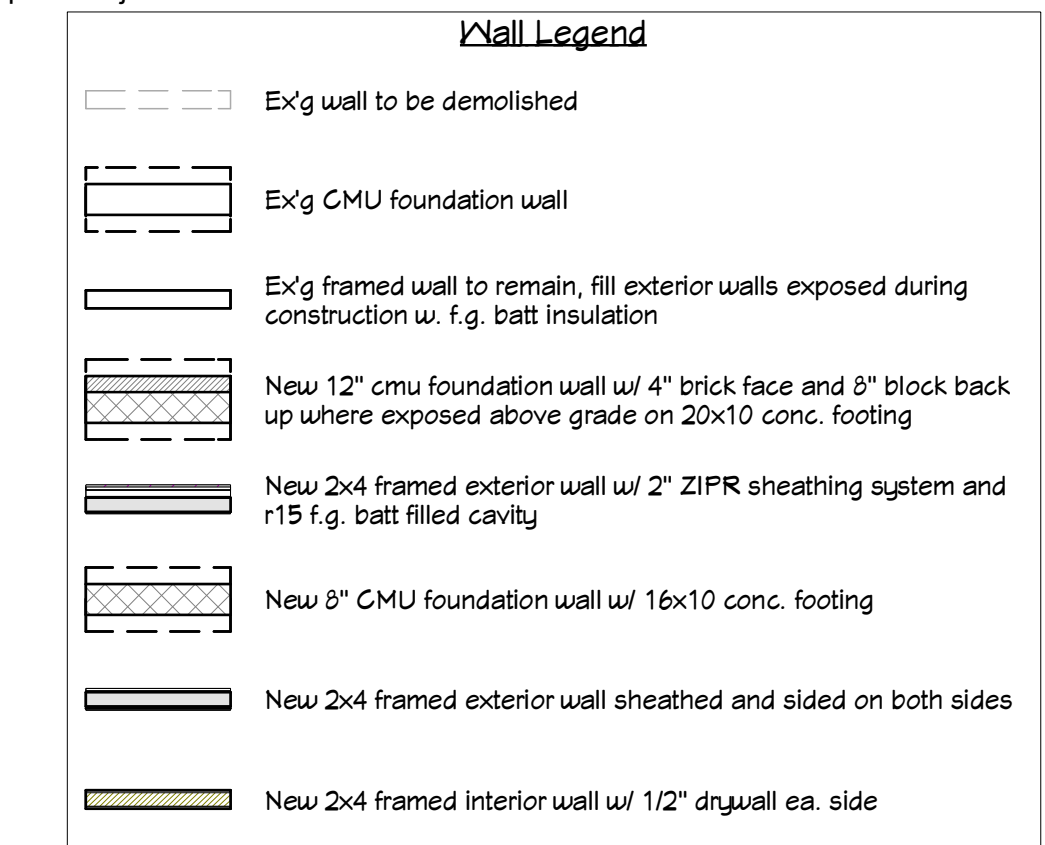 Wall Legend
Ex'g wall to be demolished
Ex'g CMU foundation wall
Ex'g framed wall to remain, fill exterior walls exposed during
construction w. f.g. batt insulation
New 12" cmu foundation wall w/ 4" brick face and 8" block back
up where exposed above grade on 20x10 conc. footing
New 2x4 framed exterior wall w/ 2" ZIPR sheathing system and
r15 f.g. batt filled cavity
New 8" CMU foundation wall w/ 16x10 conc. footing
New 2x4 framed exterior wall sheathed and sided on both sides
New 2x4 framed interior wall w/ 1/2" drywall ea. side